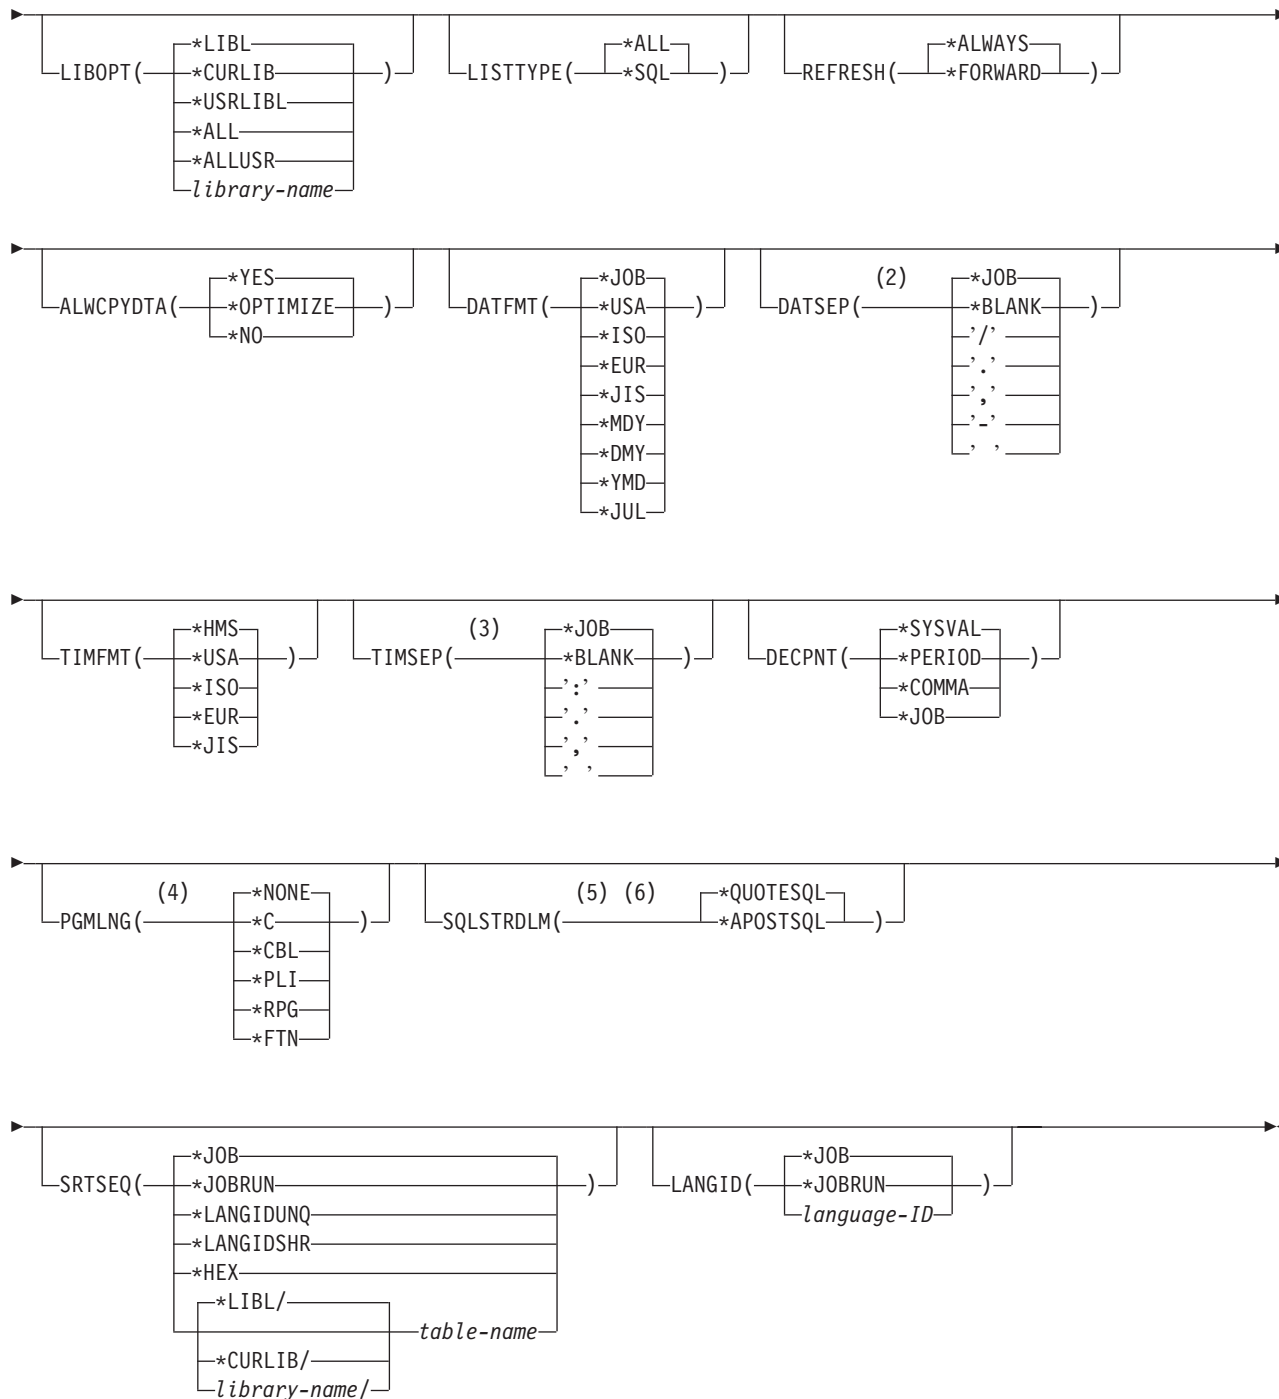 LIBOPT( *LIBL )
*CURLIB
*USRLIBL
*ALL
*ALLUSR
library-name
LISTTYPE( *ALL )
*SQL
REFRESH( *ALWAYS )
*FORWARD
ALWCPYDTA( *YES )
*OPTIMIZE
*NO
DATFMT( *JOB )
*USA
*ISO
*EUR
*JIS
*MDY
*DMY
*YMD
*JUL
(2)
DATSEP( *JOB )
*BLANK
'/'
'.'
','
'-'
' '
TIMFMT( *HMS )
*USA
*ISO
*EUR
*JIS
(3)
TIMSEP( *JOB )
*BLANK
':'
'.'
','
' '
DECPNT( *SYSVAL )
*PERIOD
*COMMA
*JOB
(4)
PGMLNG( *NONE )
*C
*CBL
*PLI
*RPG
*FTN
(5) (6)
SQLSTRDLM( *QUOTESQL )
*APOSTSQL
SRTSEQ( *JOB )
*JOBRUN
*LANGIDUNQ
*LANGIDSHR
*HEX
*LIBL/
table-name
*CURLIB/
library-name/
LANGID( *JOB )
*JOBRUN
language-ID